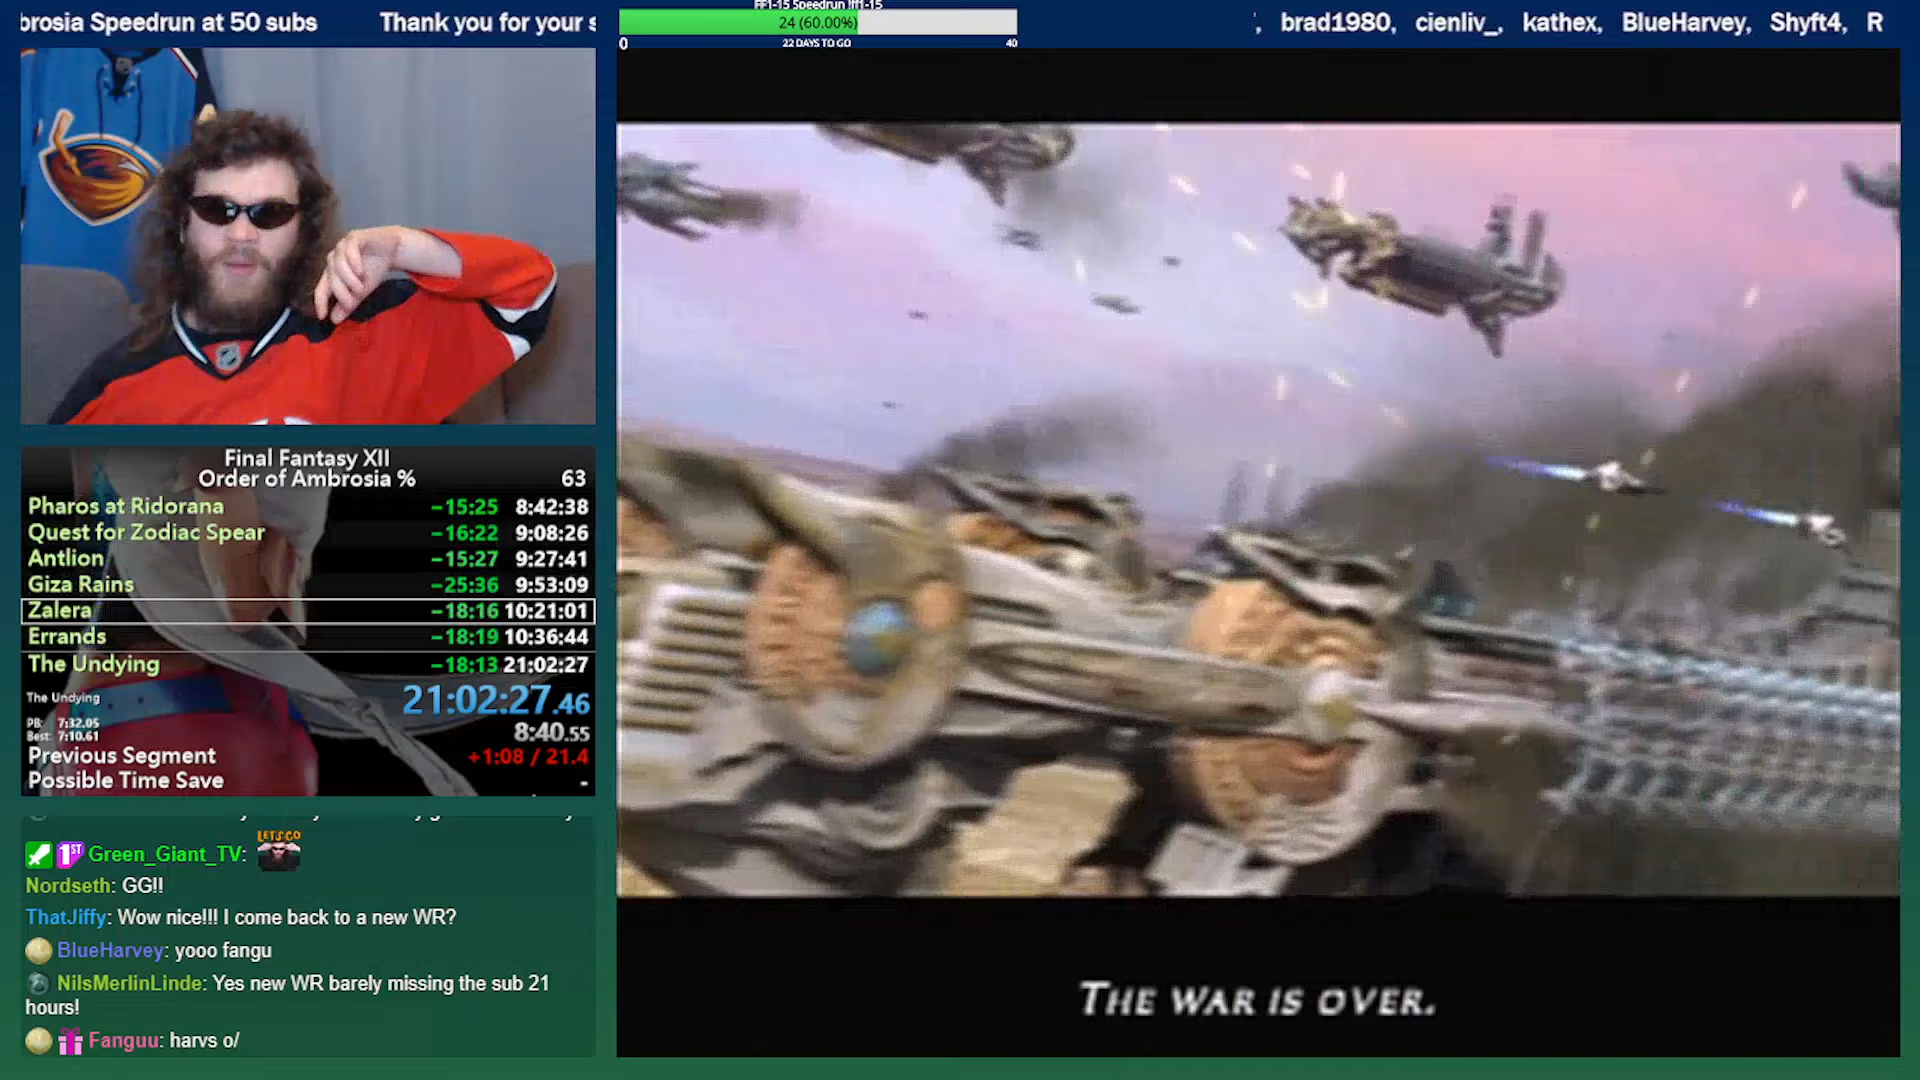 brosia Speedrun at 50 subs
Thank you for your s
FF1-15 Speedrun !ff1-15
24 (60.00%)
0
22 DAYS TO GO
40
, brad1980, cienliv_, kathex, BlueHarvey, Shyft4, R
Final Fantasy XII
Order of Ambrosia % 63
Pharos at Ridorana -15:25 8:42:38
Quest for Zodiac Spear -16:22 9:08:26
Antlion -15:27 9:27:41
Giza Rains -25:36 9:53:09
Zalera -18:16 10:21:01
Errands -18:19 10:36:44
The Undying -18:13 21:02:27
The Undying
21:02:27.46
PB: 7:32.05
Best: 7:10.61
8:40.55
Previous Segment +1:08 / 21.4
Possible Time Save -
1ST Green_Giant_TV: LETS GO
Nordseth: GG!!
ThatJiffy: Wow nice!!! I come back to a new WR?
BlueHarvey: yooo fangu
NilsMerlinLinde: Yes new WR barely missing the sub 21
hours!
Fanguu: harvs o/
THE WAR IS OVER.